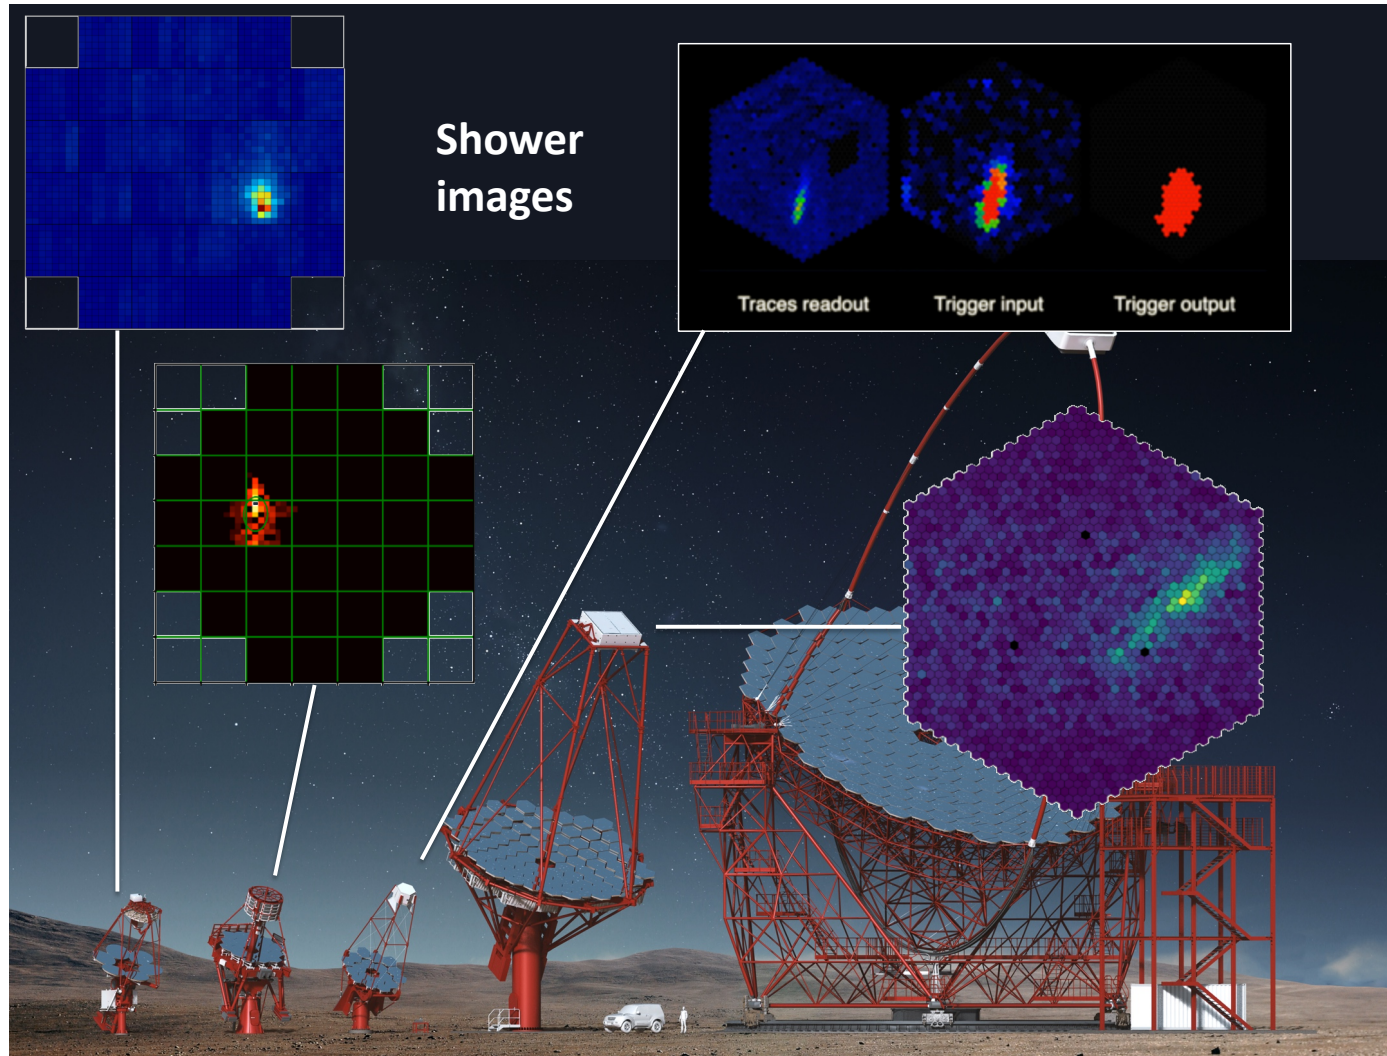 Shower
images
Traces readout
Trigger input
Trigger output